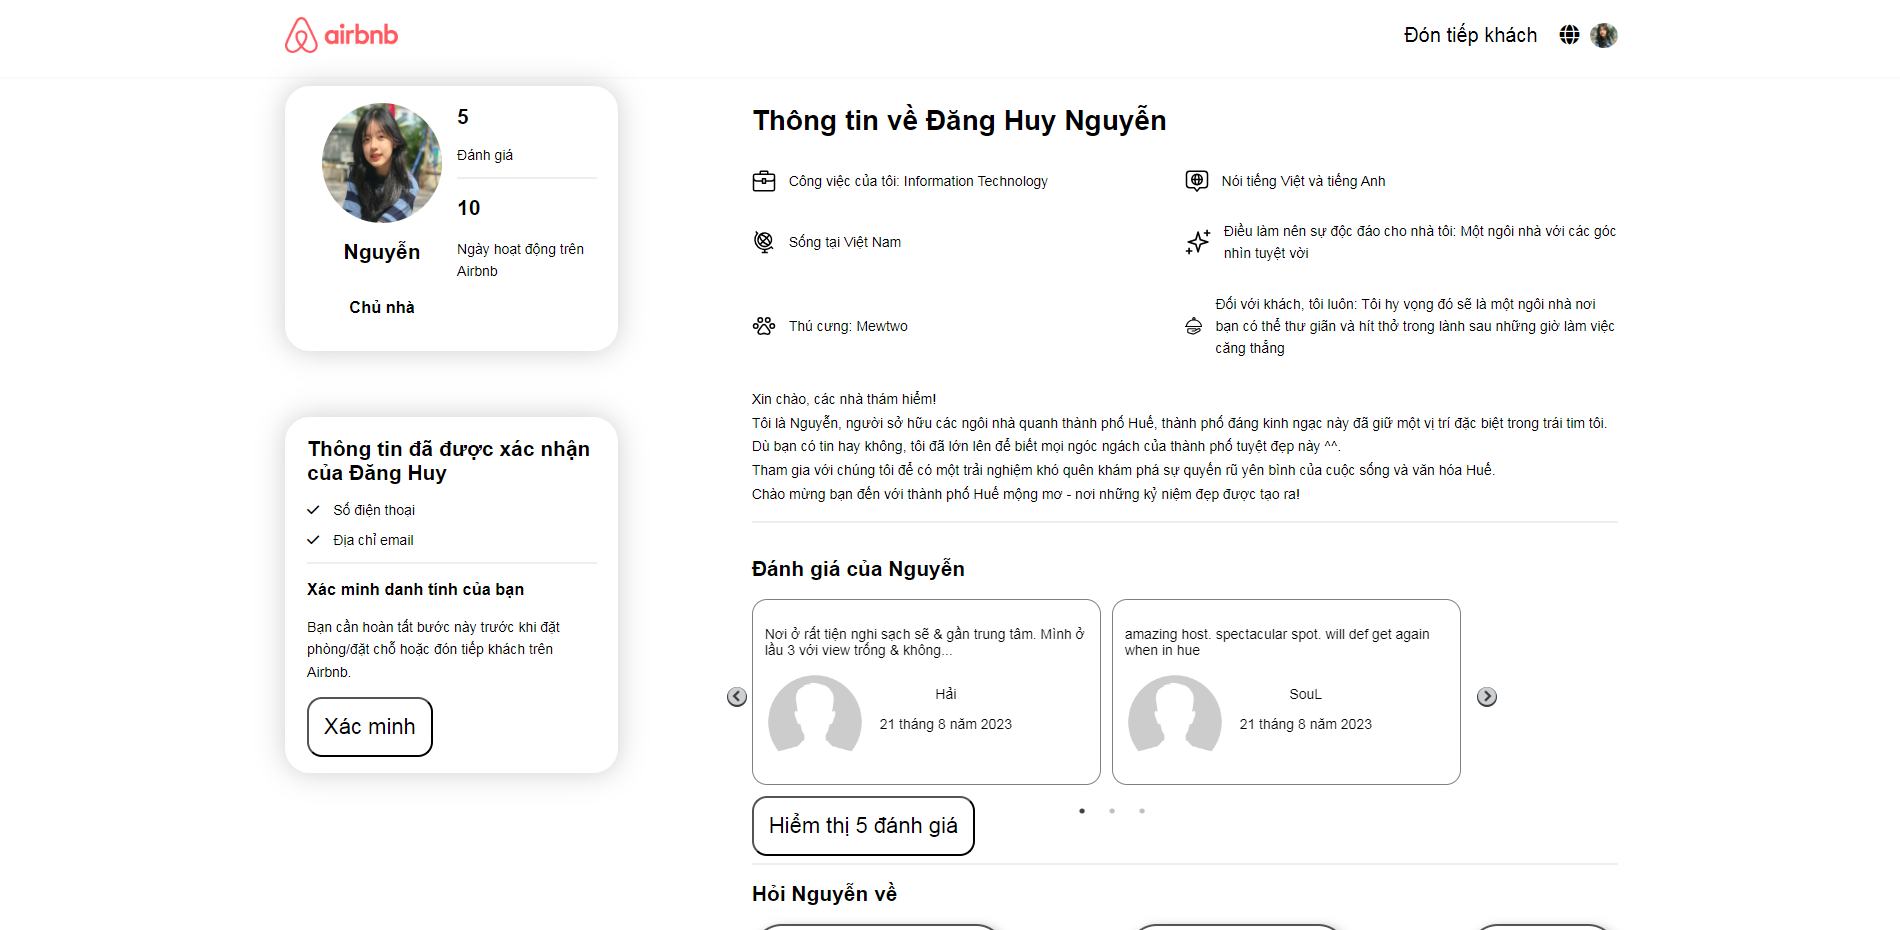 airbnb
Đón tiếp khách
5
Đánh giá
10
Ngày hoạt động trên
Airbnb
Nguyễn
Chủ nhà
Thông tin đã được xác nhận
của Đăng Huy
Số điện thoại
Địa chỉ email
Xác minh danh tính của bạn
Bạn cần hoàn tất bước này trước khi đặt
phòng/đặt chỗ hoặc đón tiếp khách trên
Airbnb.
Xác minh
Thông tin về Đăng Huy Nguyễn
Công việc của tôi: Information Technology
Nói tiếng Việt và tiếng Anh
Sống tại Việt Nam
Điều làm nên sự độc đáo cho nhà tôi: Một ngôi nhà với các góc
nhìn tuyệt vời
Thú cưng: Mewtwo
Đối với khách, tôi luôn: Tôi hy vọng đó sẽ là một ngôi nhà nơi
bạn có thể thư giãn và hít thở trong lành sau những giờ làm việc
căng thẳng
Xin chào, các nhà thám hiểm!
Tôi là Nguyễn, người sở hữu các ngôi nhà quanh thành phố Huế, thành phố đáng kinh ngạc này đã giữ một vị trí đặc biệt trong trái tim tôi.
Dù bạn có tin hay không, tôi đã lớn lên để biết mọi ngóc ngách của thành phố tuyệt đẹp này ^^.
Tham gia với chúng tôi để có một trải nghiệm khó quên khám phá sự quyến rũ yên bình của cuộc sống và văn hóa Huế.
Chào mừng bạn đến với thành phố Huế mộng mơ - nơi những kỷ niệm đẹp được tạo ra!
Đánh giá của Nguyễn
Nơi ở rất tiện nghi sạch sẽ & gần trung tâm. Mình ở
lầu 3 với view trống & không...
Hải
21 tháng 8 năm 2023
amazing host. spectacular spot. will def get again
when in hue
SouL
21 tháng 8 năm 2023
Hiểm thị 5 đánh giá
Hỏi Nguyễn về